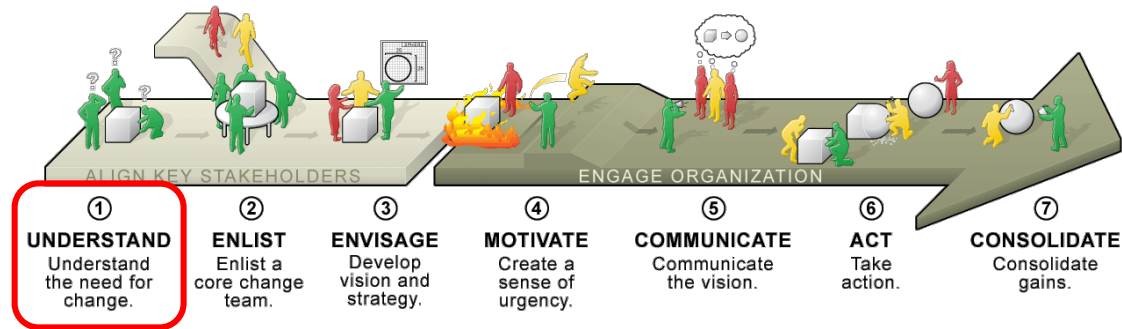 ? ? ?
ALIGN KEY STAKEHOLDERS
ENGAGE ORGANIZATION
1
UNDERSTAND
Understand
the need for
change.
2
ENLIST
Enlist a
core change
team.
3
ENVISAGE
Develop
vision and
strategy.
4
MOTIVATE
Create a
sense of
urgency.
5
COMMUNICATE
Communicate
the vision.
6
ACT
Take
action.
7
CONSOLIDATE
Consolidate
gains.